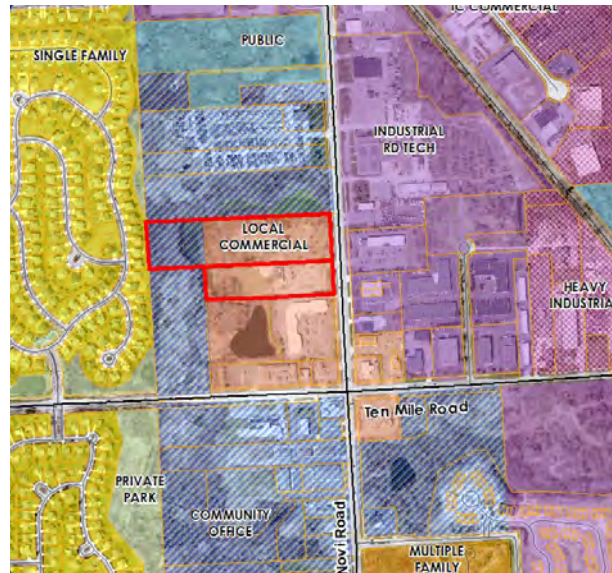 IC COMMERCIAL
PUBLIC
SINGLE FAMILY
INDUSTRIAL
RD TECH
LOCAL
COMMERCIAL
HEAVY
INDUSTRIA
Ten Mile Road
PRIVATE
PARK
COMMUNITY
OFFICE
Novi Road
MULTIPLE
FAMILY